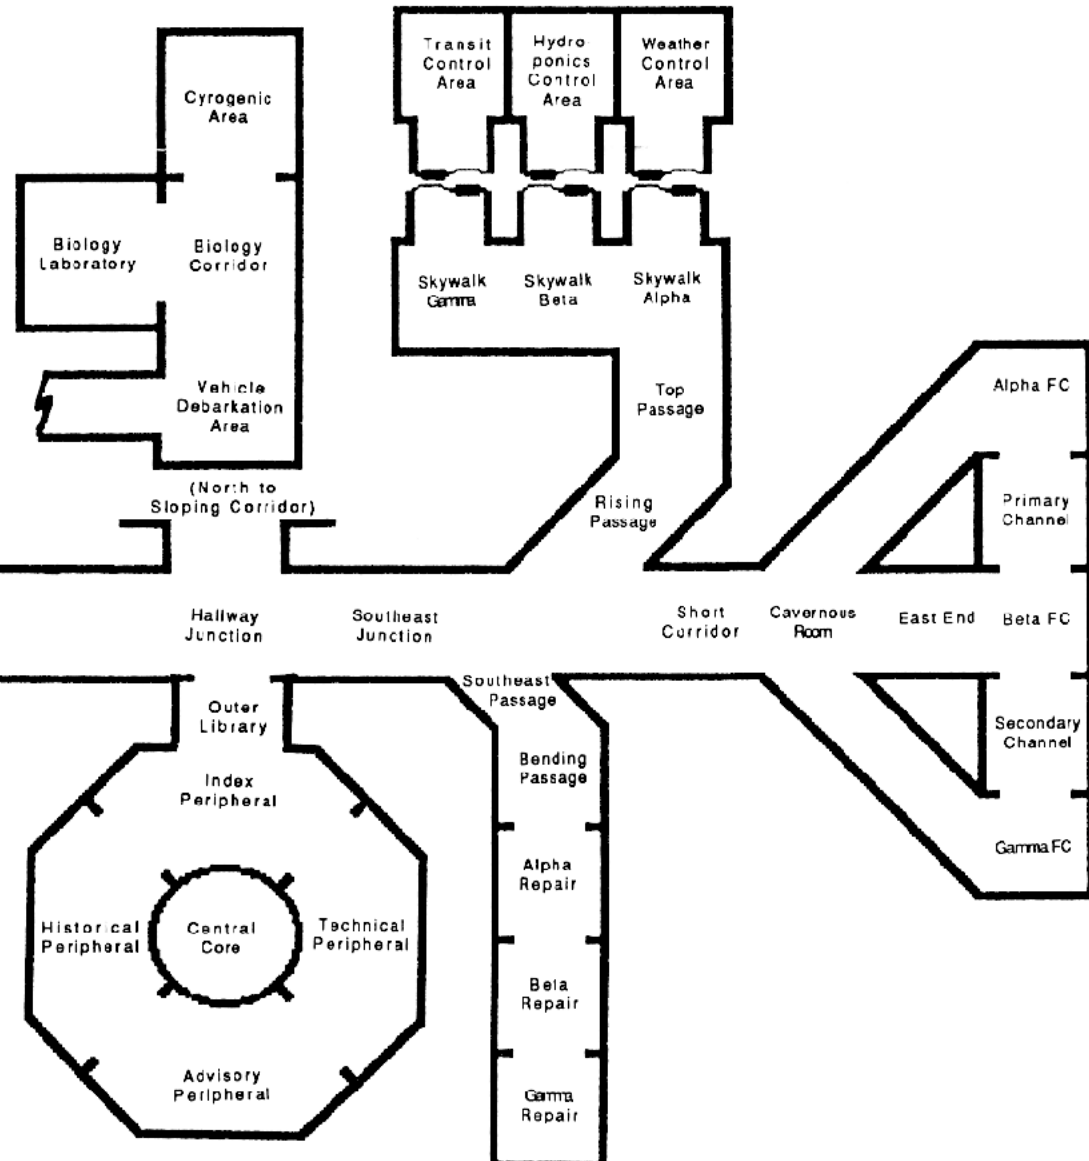 Transit
Control
Area
Hydro-
ponics
Control
Area
Weather
Control
Area
Cyrogenic
Area
Biology
Laboratory
Biology
Corridor
Skywalk
Gamma
Skywalk
Beta
Skywalk
Alpha
Vehicle
Debarkation
Area
Top
Passage
Alpha FC
(North to
Sloping Corridor)
Rising
Passage
Primary
Channel
Hallway
Junction
Southeast
Junction
Short
Corridor
Cavernous
Room
East End
Beta FC
Southeast
Passage
Outer
Library
Secondary
Channel
Index
Peripheral
Bending
Passage
Gamma FC
Alpha
Repair
Historical
Peripheral
Central
Core
Technical
Peripheral
Beta
Repair
Advisory
Peripheral
Gamma
Repair